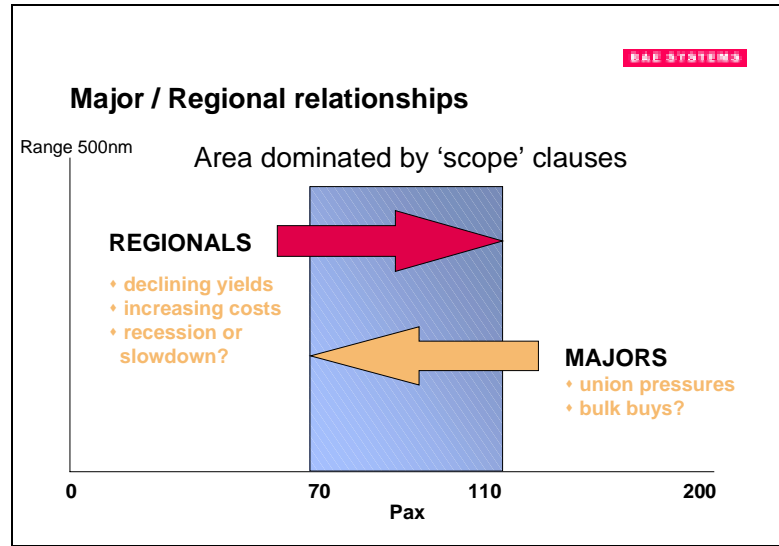 BAE SYSTEMS
Major / Regional relationships
Range 500nm
Area dominated by ‘scope’ clauses
REGIONALS
declining yields
increasing costs
recession or
slowdown?
MAJORS
union pressures
bulk buys?
0
70
110
200
Pax